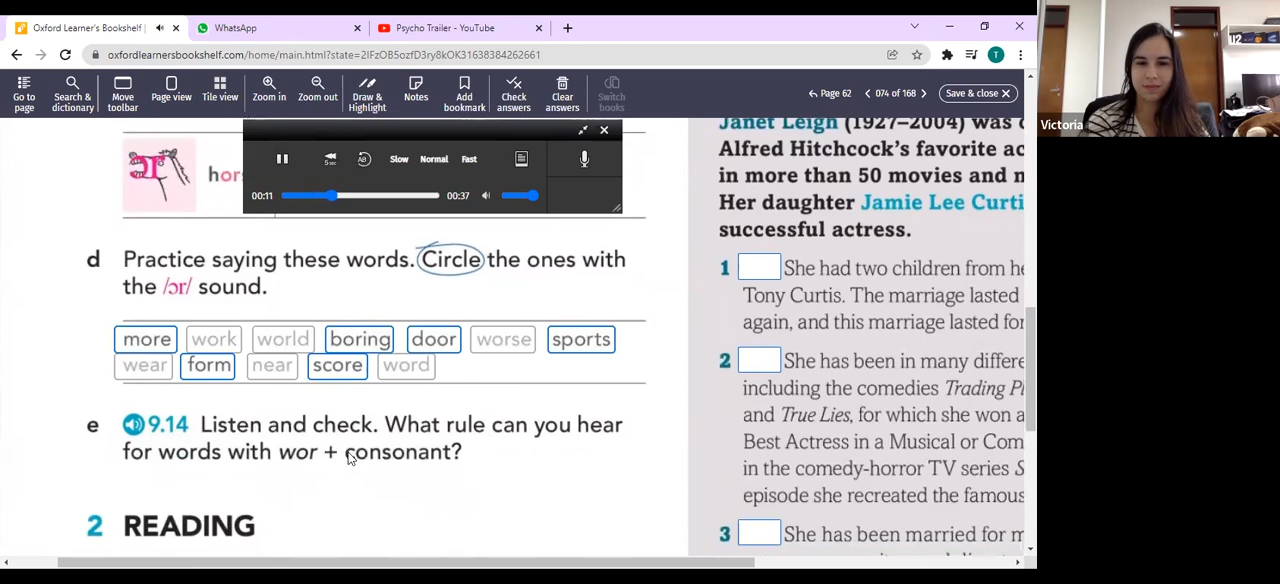 Oxford Learner's Bookshelf |
WhatsApp
Psycho Trailer - YouTube
oxfordlearnersbookshelf.com/home/main.html?state=2IFzOB5ozfD3ry8kOK31638384262661
T
Go to page
Search & dictionary
Move toolbar
Page view
Tile view
Zoom in
Zoom out
Draw & Highlight
Notes
Add bookmark
Check answers
Clear answers
Switch books
Page 62
074 of 168
Save & close
U2
Victoria
5 sec
AB
Slow
Normal
Fast
00:11
00:37
ɔr
hors
d Practice saying these words. Circle the ones with
the /ɔr/ sound.
more work world boring door worse sports
wear form near score word
e 9.14 Listen and check. What rule can you hear
for words with wor + consonant?
2 READING
Janet Leigh (1927–2004) was
Alfred Hitchcock's favorite ac
in more than 50 movies and
Her daughter Jamie Lee Curti
successful actress.
1 She had two children from he
Tony Curtis. The marriage lasted
again, and this marriage lasted for
2 She has been in many differe
including the comedies Trading Pl
and True Lies, for which she won a
Best Actress in a Musical or Com
in the comedy-horror TV series S
episode she recreated the famous
3 She has been married for m